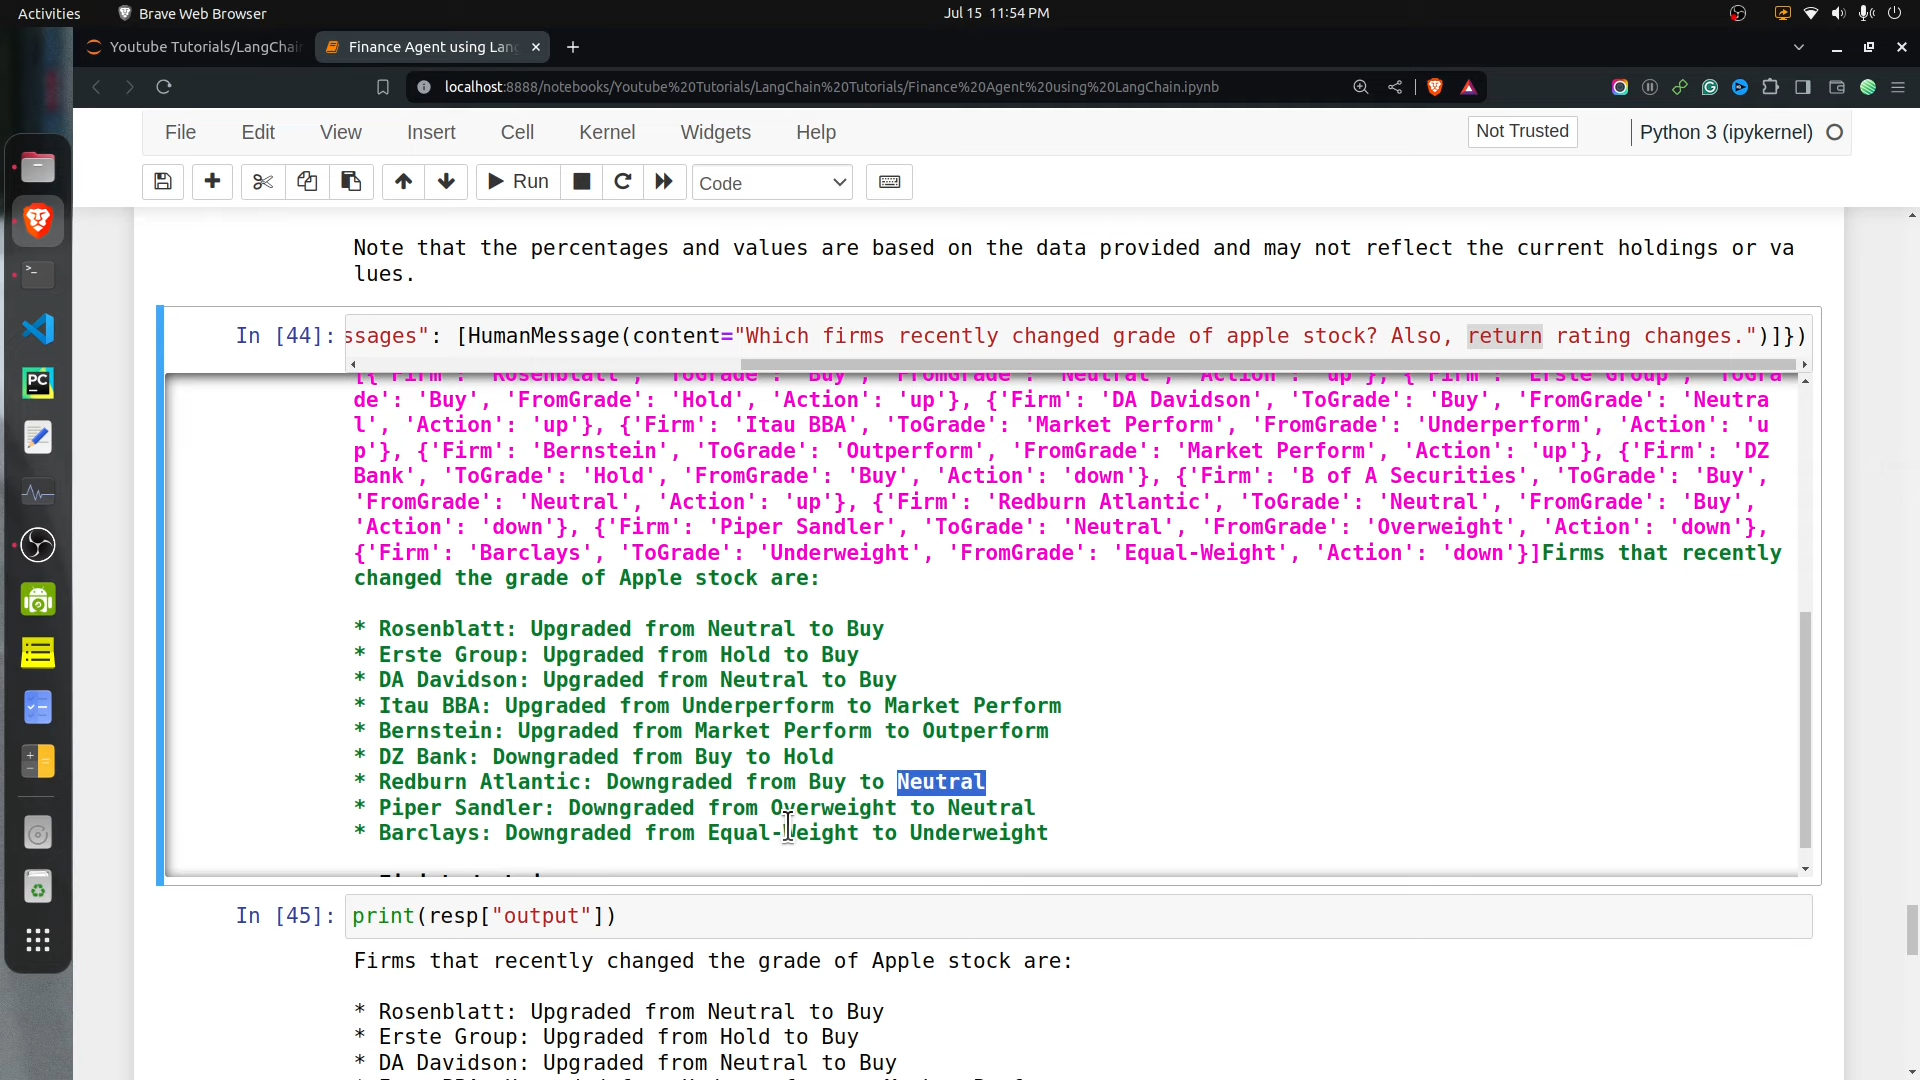 Activities Brave Web Browser Jul 15 11:54 PM
Youtube Tutorials/LangChai Finance Agent using Lan
localhost:8888/notebooks/Youtube%20Tutorials/LangChain%20Tutorials/Finance%20Agent%20using%20LangChain.ipynb
File Edit View Insert Cell Kernel Widgets Help Not Trusted Python 3 (ipykernel)
Run Code
Note that the percentages and values are based on the data provided and may not reflect the current holdings or va
lues.
In [44]: ssages": [HumanMessage(content="Which firms recently changed grade of apple stock? Also, return rating changes.")]})
[{'Firm': 'Rosenblatt', 'ToGrade': 'Buy', 'FromGrade': 'Neutral', 'Action': 'up'}, {'Firm': 'Erste Group', 'ToGra
de': 'Buy', 'FromGrade': 'Hold', 'Action': 'up'}, {'Firm': 'DA Davidson', 'ToGrade': 'Buy', 'FromGrade': 'Neutra
l', 'Action': 'up'}, {'Firm': 'Itau BBA', 'ToGrade': 'Market Perform', 'FromGrade': 'Underperform', 'Action': 'u
p'}, {'Firm': 'Bernstein', 'ToGrade': 'Outperform', 'FromGrade': 'Market Perform', 'Action': 'up'}, {'Firm': 'DZ
Bank', 'ToGrade': 'Hold', 'FromGrade': 'Buy', 'Action': 'down'}, {'Firm': 'B of A Securities', 'ToGrade': 'Buy',
'FromGrade': 'Neutral', 'Action': 'up'}, {'Firm': 'Redburn Atlantic', 'ToGrade': 'Neutral', 'FromGrade': 'Buy',
'Action': 'down'}, {'Firm': 'Piper Sandler', 'ToGrade': 'Neutral', 'FromGrade': 'Overweight', 'Action': 'down'},
{'Firm': 'Barclays', 'ToGrade': 'Underweight', 'FromGrade': 'Equal-Weight', 'Action': 'down'}]Firms that recently
changed the grade of Apple stock are:
* Rosenblatt: Upgraded from Neutral to Buy
* Erste Group: Upgraded from Hold to Buy
* DA Davidson: Upgraded from Neutral to Buy
* Itau BBA: Upgraded from Underperform to Market Perform
* Bernstein: Upgraded from Market Perform to Outperform
* DZ Bank: Downgraded from Buy to Hold
* Redburn Atlantic: Downgraded from Buy to Neutral
* Piper Sandler: Downgraded from Overweight to Neutral
* Barclays: Downgraded from Equal-Weight to Underweight
In [45]: print(resp["output"])
Firms that recently changed the grade of Apple stock are:
* Rosenblatt: Upgraded from Neutral to Buy
* Erste Group: Upgraded from Hold to Buy
* DA Davidson: Upgraded from Neutral to Buy